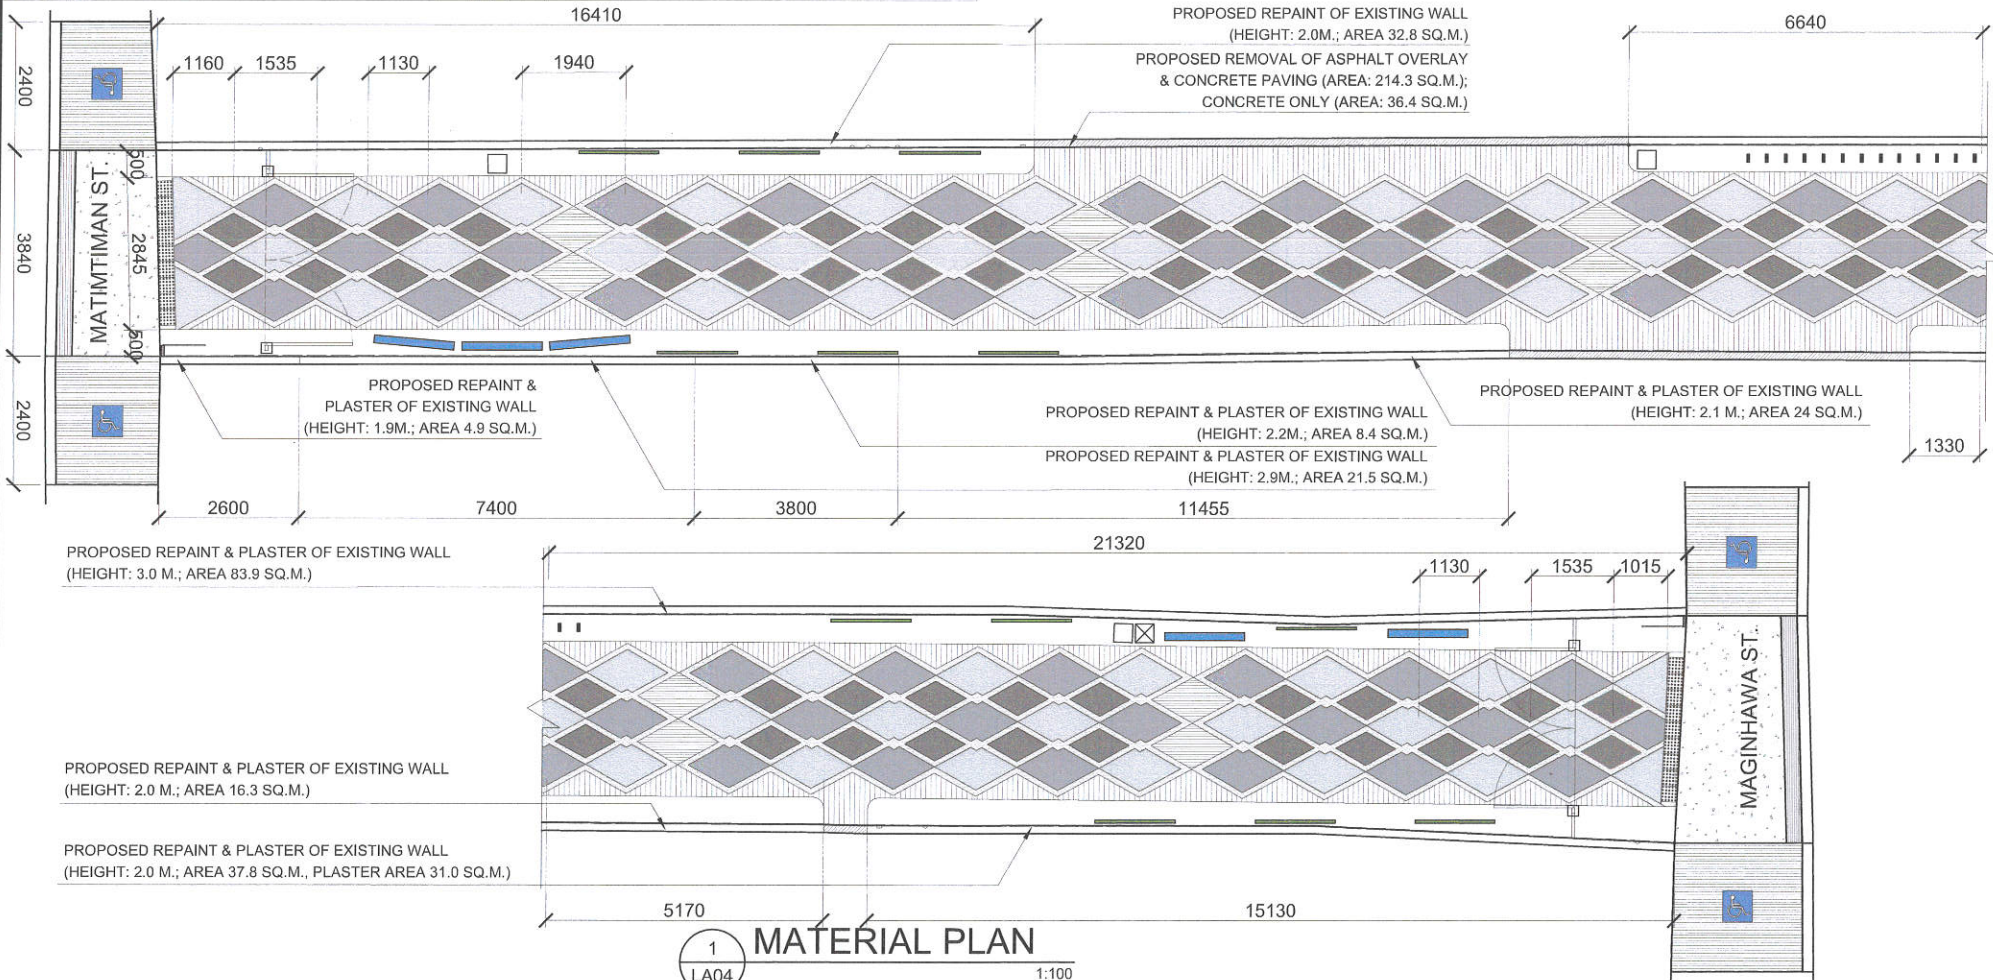 16410
PROPOSED REPAINT OF EXISTING WALL
(HEIGHT: 2.0M.; AREA 32.8 SQ.M.)
6640
PROPOSED REMOVAL OF ASPHALT OVERLAY
& CONCRETE PAVING (AREA: 214.3 SQ.M.);
CONCRETE ONLY (AREA: 36.4 SQ.M.)
1160
1535
1130
1940
2400
500
MATIMTIMAN ST.
3840
2845
500
2400
PROPOSED REPAINT &
PLASTER OF EXISTING WALL
(HEIGHT: 1.9M.; AREA 4.9 SQ.M.)
PROPOSED REPAINT & PLASTER OF EXISTING WALL
(HEIGHT: 2.2M.; AREA 8.4 SQ.M.)
PROPOSED REPAINT & PLASTER OF EXISTING WALL
(HEIGHT: 2.9M.; AREA 21.5 SQ.M.)
PROPOSED REPAINT & PLASTER OF EXISTING WALL
(HEIGHT: 2.1 M.; AREA 24 SQ.M.)
1330
2600
7400
3800
11455
PROPOSED REPAINT & PLASTER OF EXISTING WALL
(HEIGHT: 3.0 M.; AREA 83.9 SQ.M.)
21320
1130
1535
1015
MAGINHAWA ST.
PROPOSED REPAINT & PLASTER OF EXISTING WALL
(HEIGHT: 2.0 M.; AREA 16.3 SQ.M.)
PROPOSED REPAINT & PLASTER OF EXISTING WALL
(HEIGHT: 2.0 M.; AREA 37.8 SQ.M., PLASTER AREA 31.0 SQ.M.)
5170
15130
1
LA04
MATERIAL PLAN
1:100